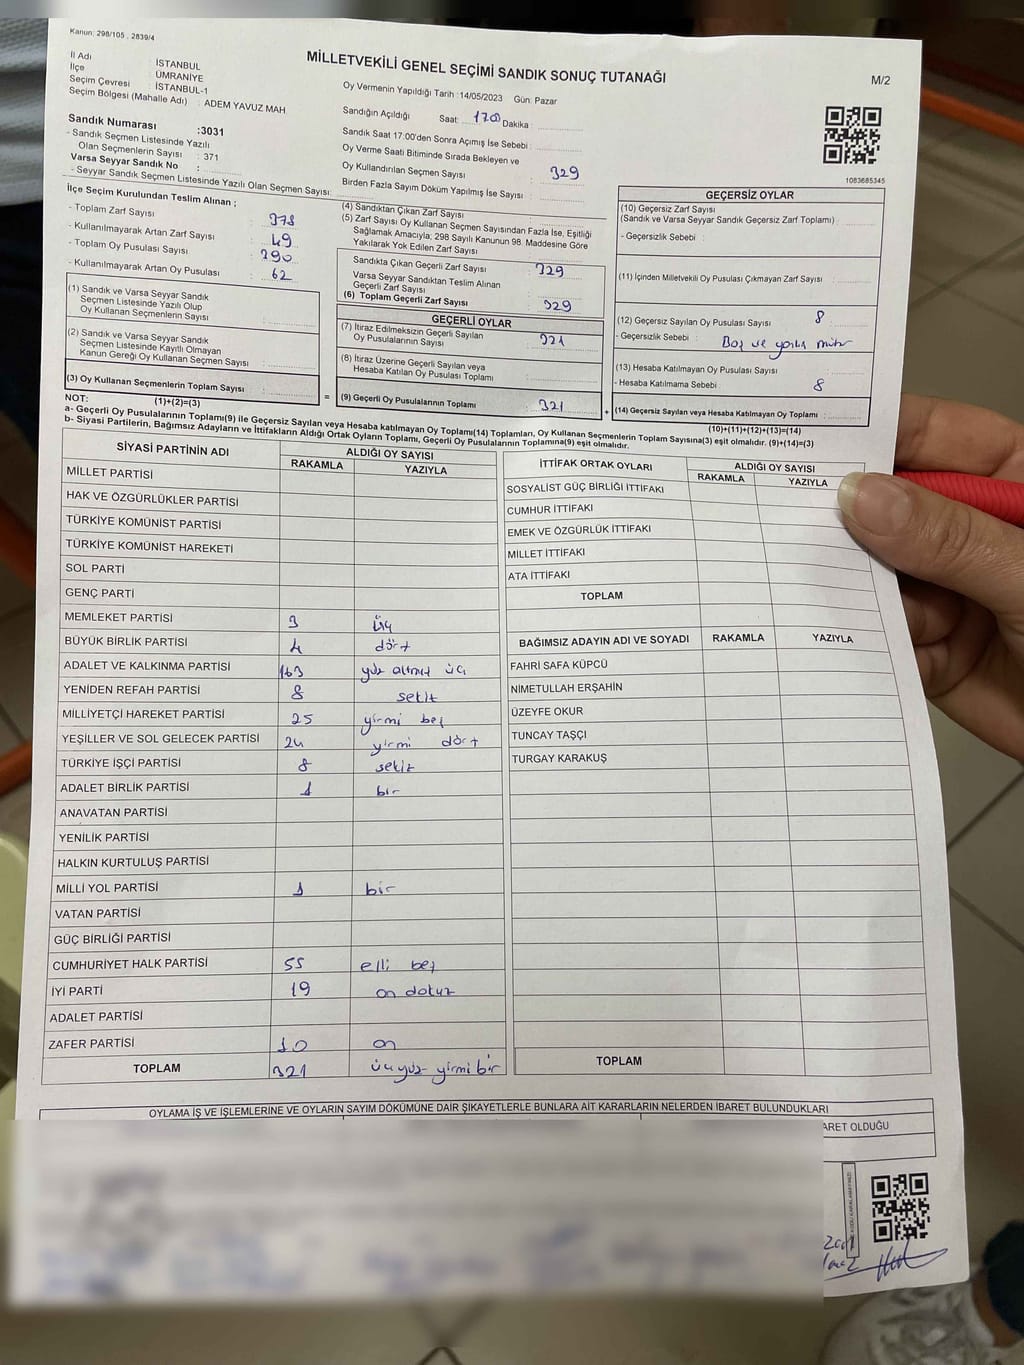 Kanun; 298/105 , 2839/4
MİLLETVEKİLİ GENEL SEÇİMİ SANDIK SONUÇ TUTANAĞI
M/2
İl Adı : İSTANBUL
İlçe : ÜMRANİYE
Seçim Çevresi : İSTANBUL-1
Seçim Bölgesi (Mahalle Adı) : ADEM YAVUZ MAH.
Sandık Numarası :3031
- Sandık Seçmen Listesinde Yazılı
Olan Seçmenlerin Sayısı : 371
Varsa Seyyar Sandık No :
- Seyyar Sandık Seçmen Listesinde Yazılı Olan Seçmen Sayısı:
Oy Vermenin Yapıldığı Tarih :14/05/2023 Gün: Pazar
Sandığın Açıldığı Saat: 1700 Dakika :
Sandık Saat 17:00'den Sonra Açılmış İse Sebebi :
Oy Verme Saati Bitiminde Sırada Bekleyen ve
Oy Kullandırılan Seçmen Sayısı 329
Birden Fazla Sayım Döküm Yapılmış İse Sayısı :
1083685345
İlçe Seçim Kurulundan Teslim Alınan ;
- Toplam Zarf Sayısı : 378
- Kullanılmayarak Artan Zarf Sayısı : 49
- Toplam Oy Pusulası Sayısı : 390
- Kullanılmayarak Artan Oy Pusulası : 62
(1) Sandık ve Varsa Seyyar Sandık
Seçmen Listesinde Yazılı Olup
Oy Kullanan Seçmenlerin Sayısı :
(2) Sandık ve Varsa Seyyar Sandık
Seçmen Listesinde Kayıtlı Olmayan
Kanun Gereği Oy Kullanan Seçmen Sayısı :
(3) Oy Kullanan Seçmenlerin Toplam Sayısı :
(1)+(2)=(3)
(4) Sandıktan Çıkan Zarf Sayısı :
(5) Zarf Sayısı Oy Kullanan Seçmen Sayısından Fazla İse, Eşitliği
Sağlamak Amacıyla; 298 Sayılı Kanunun 98. Maddesine Göre
Yakılarak Yok Edilen Zarf Sayısı :
Sandıkta Çıkan Geçerli Zarf Sayısı : 329
Varsa Seyyar Sandıktan Teslim Alınan
Geçerli Zarf Sayısı :
(6) Toplam Geçerli Zarf Sayısı : 329
GEÇERLİ OYLAR
(7) İtiraz Edilmeksizin Geçerli Sayılan
Oy Pusulalarının Sayısı : 321
(8) İtiraz Üzerine Geçerli Sayılan veya
Hesaba Katılan Oy Pusulası Toplamı :
= (9) Geçerli Oy Pusulalarının Toplamı : 321 +
GEÇERSİZ OYLAR
(10) Geçersiz Zarf Sayısı :
(Sandık ve Varsa Seyyar Sandık Geçersiz Zarf Toplamı)
- Geçersizlik Sebebi :
(11) İçinden Milletvekili Oy Pusulası Çıkmayan Zarf Sayısı :
(12) Geçersiz Sayılan Oy Pusulası Sayısı : 8
- Geçersizlik Sebebi : Boş ve
(13) Hesaba Katılmayan Oy Pusulası Sayısı :
- Hesaba Katılmama Sebebi : 8
(14) Geçersiz Sayılan veya Hesaba Katılmayan Oy Toplamı :
(10)+(11)+(12)+(13)=(14)
NOT:
a- Geçerli Oy Pusulalarının Toplamı(9) ile Geçersiz Sayılan veya Hesaba Katılmayan Oy Toplamı(14) Toplamları, Oy Kullanan Seçmenlerin Toplam Sayısına(3) eşit olmalıdır. (9)+(14)=(3)
b- Siyasi Partilerin, Bağımsız Adayların ve İttifakların Aldığı Ortak Oyların Toplamı, Geçerli Oy Pusulalarının Toplamına(9) eşit olmalıdır.
SİYASİ PARTİNİN ADI ALDIĞI OY SAYISI
RAKAMLA YAZIYLA
MİLLET PARTİSİ
HAK VE ÖZGÜRLÜKLER PARTİSİ
TÜRKİYE KOMÜNİST PARTİSİ
TÜRKİYE KOMÜNİST HAREKETİ
SOL PARTİ
GENÇ PARTİ
MEMLEKET PARTİSİ 3 üç
BÜYÜK BİRLİK PARTİSİ 4 dört
ADALET VE KALKINMA PARTİSİ 163 yüz altmış üç
YENİDEN REFAH PARTİSİ 8 sekiz
MİLLİYETÇİ HAREKET PARTİSİ 25 yirmi beş
YEŞİLLER VE SOL GELECEK PARTİSİ 24 yirmi dört
TÜRKİYE İŞÇİ PARTİSİ 8 sekiz
ADALET BİRLİK PARTİSİ 1 bir
ANAVATAN PARTİSİ
YENİLİK PARTİSİ
HALKIN KURTULUŞ PARTİSİ
MİLLİ YOL PARTİSİ 1 bir
VATAN PARTİSİ
GÜÇ BİRLİĞİ PARTİSİ
CUMHURİYET HALK PARTİSİ 55 elli beş
İYİ PARTİ 19 on dokuz
ADALET PARTİSİ
ZAFER PARTİSİ 10 on
TOPLAM 321 üçyüz yirmi bir
İTTİFAK ORTAK OYLARI ALDIĞI OY SAYISI
RAKAMLA YAZIYLA
SOSYALİST GÜÇ BİRLİĞİ İTTİFAKI
CUMHUR İTTİFAKI
EMEK VE ÖZGÜRLÜK İTTİFAKI
MİLLET İTTİFAKI
ATA İTTİFAKI
TOPLAM
BAĞIMSIZ ADAYIN ADI VE SOYADI RAKAMLA YAZIYLA
FAHRİ SAFA KÜPCÜ
NİMETULLAH ERŞAHİN
ÜZEYFE OKUR
TUNCAY TAŞÇI
TURGAY KARAKUŞ
TOPLAM
OYLAMA İŞ VE İŞLEMLERİNE VE OYLARIN SAYIM DÖKÜMÜNE DAİR ŞİKAYETLERLE BUNLARA AİT KARARLARIN NELERDEN İBARET BULUNDUKLARI
ARET OLDUĞU